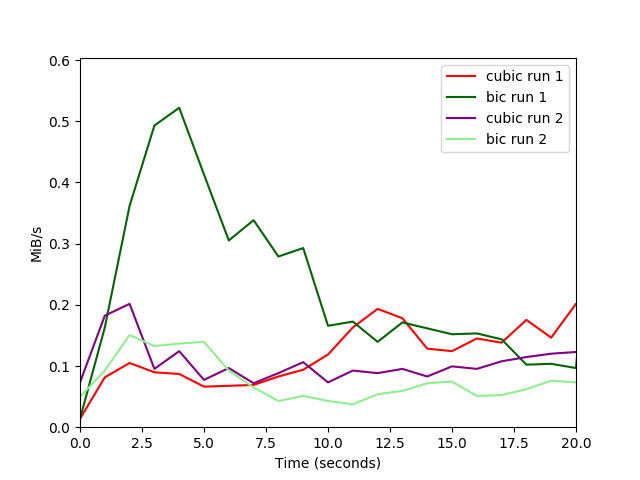 0.6
0.5
0.4
0.3
0.2
0.1
0.0
MiB/s
cubic run 1
bic run 1
cubic run 2
bic run 2
0.0 2.5 5.0 7.5 10.0 12.5 15.0 17.5 20.0
Time (seconds)